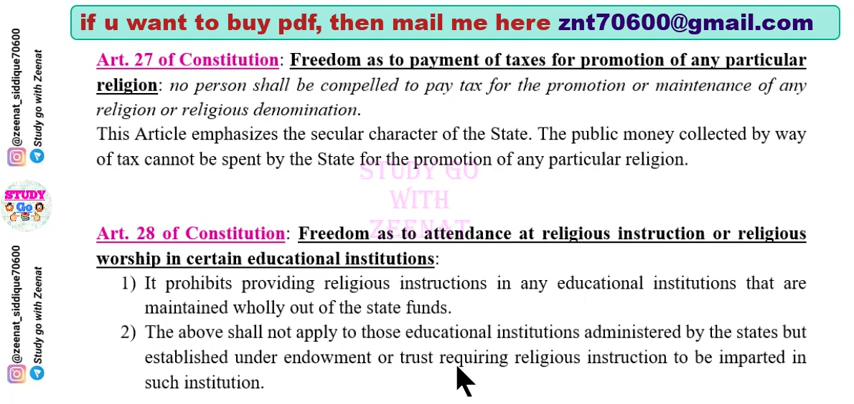 if u want to buy pdf, then mail me here znt70600@gmail.com
Art. 27 of Constitution: Freedom as to payment of taxes for promotion of any particular
religion: no person shall be compelled to pay tax for the promotion or maintenance of any
religion or religious denomination.
This Article emphasizes the secular character of the State. The public money collected by way
of tax cannot be spent by the State for the promotion of any particular religion.
STUDY GO
WITH
ZEENAT
Art. 28 of Constitution: Freedom as to attendance at religious instruction or religious
worship in certain educational institutions:
1) It prohibits providing religious instructions in any educational institutions that are
maintained wholly out of the state funds.
2) The above shall not apply to those educational institutions administered by the states but
established under endowment or trust requiring religious instruction to be imparted in
such institution.
@zeenat_siddique70600
Study go with Zeenat
STUDY
Go
@zeenat_siddique70600
Study go with Zeenat